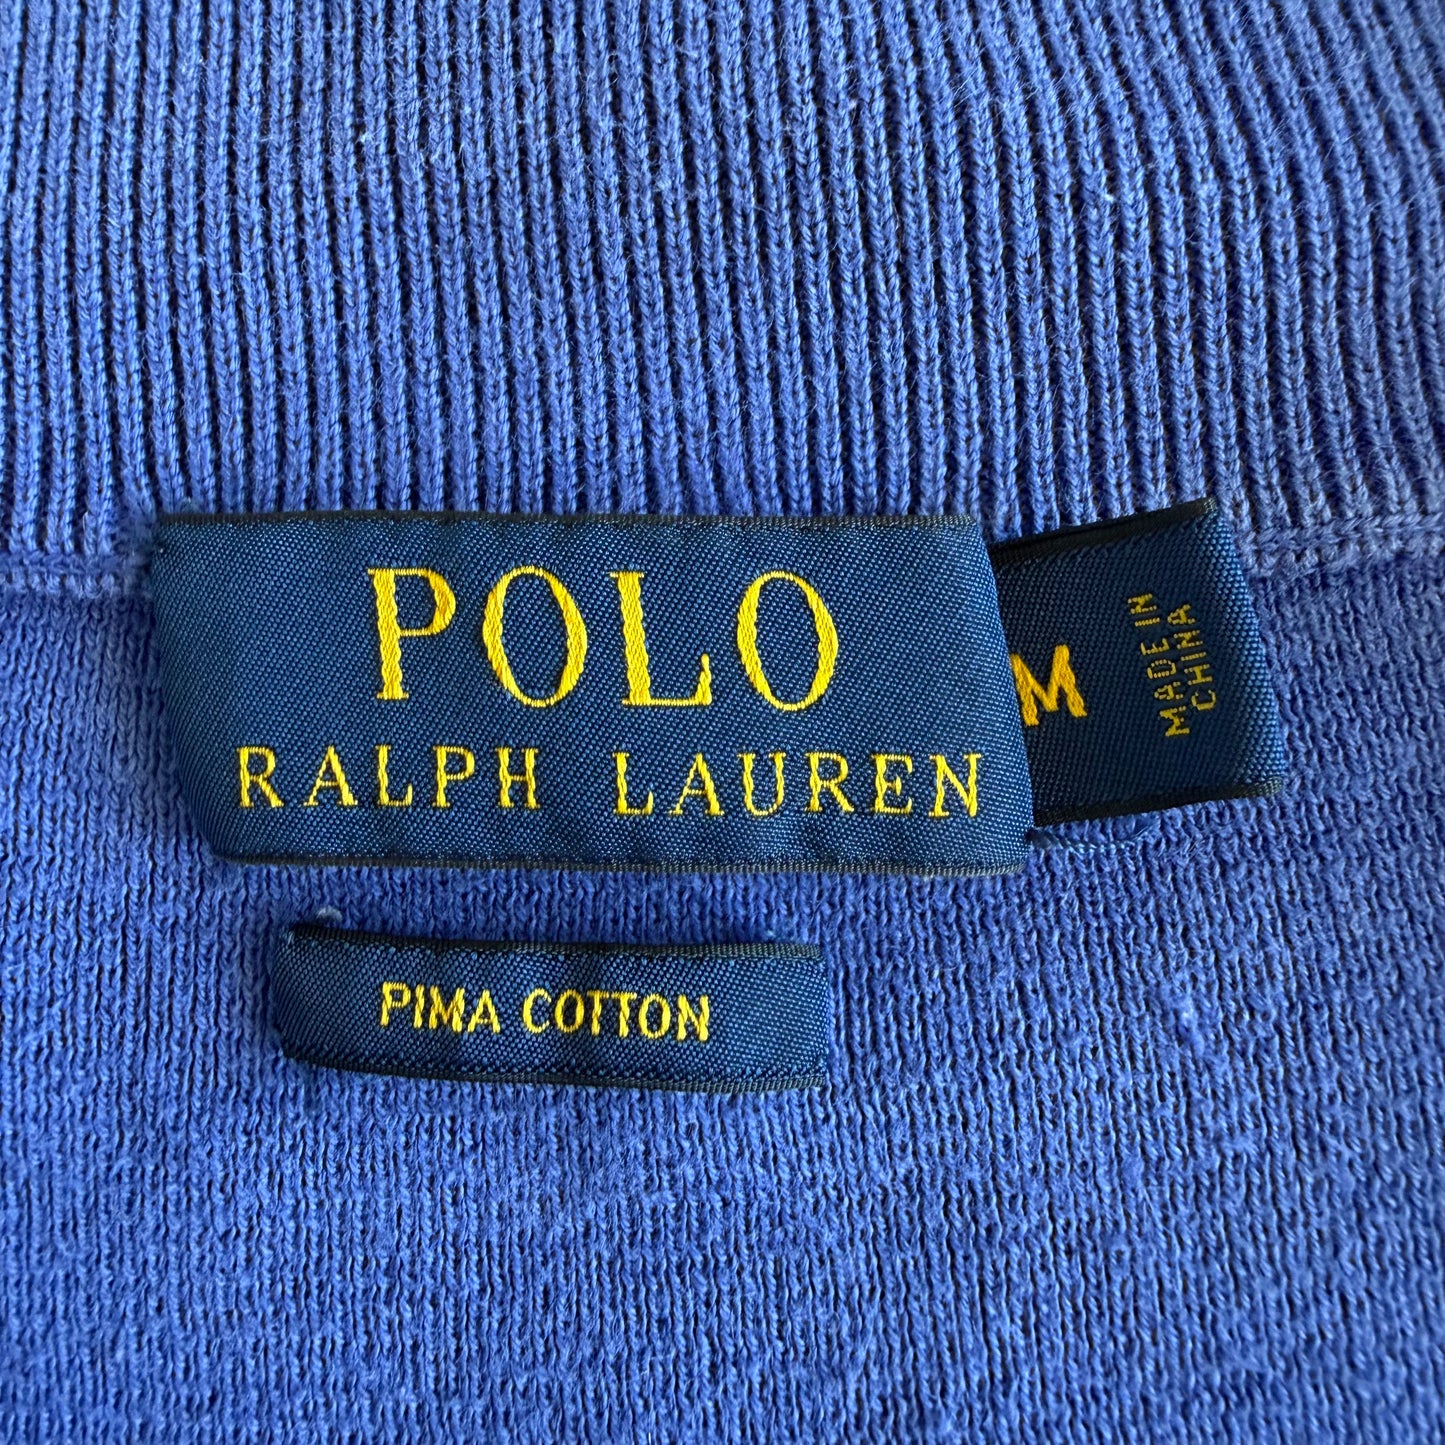 POLO
RALPH LAUREN
M
MADE IN
CHINA
PIMA COTTON